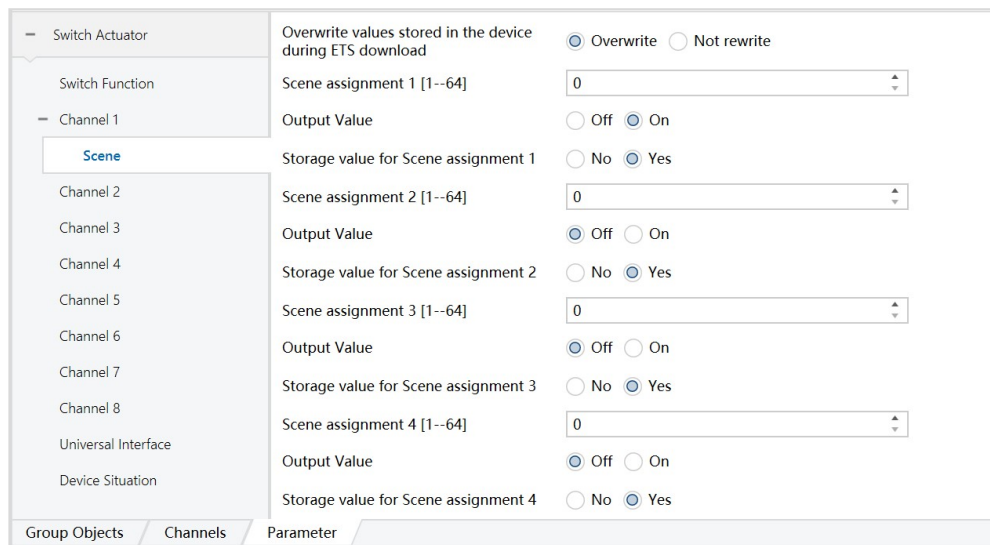 Switch Actuator
Switch Function
Channel 1
Scene
Channel 2
Channel 3
Channel 4
Channel 5
Channel 6
Channel 7
Channel 8
Universal Interface
Device Situation
Overwrite values stored in the device
during ETS download
Overwrite Not rewrite
Scene assignment 1 [1--64] 0
Output Value Off On
Storage value for Scene assignment 1 No Yes
Scene assignment 2 [1--64] 0
Output Value Off On
Storage value for Scene assignment 2 No Yes
Scene assignment 3 [1--64] 0
Output Value Off On
Storage value for Scene assignment 3 No Yes
Scene assignment 4 [1--64] 0
Output Value Off On
Storage value for Scene assignment 4 No Yes
Group Objects Channels Parameter